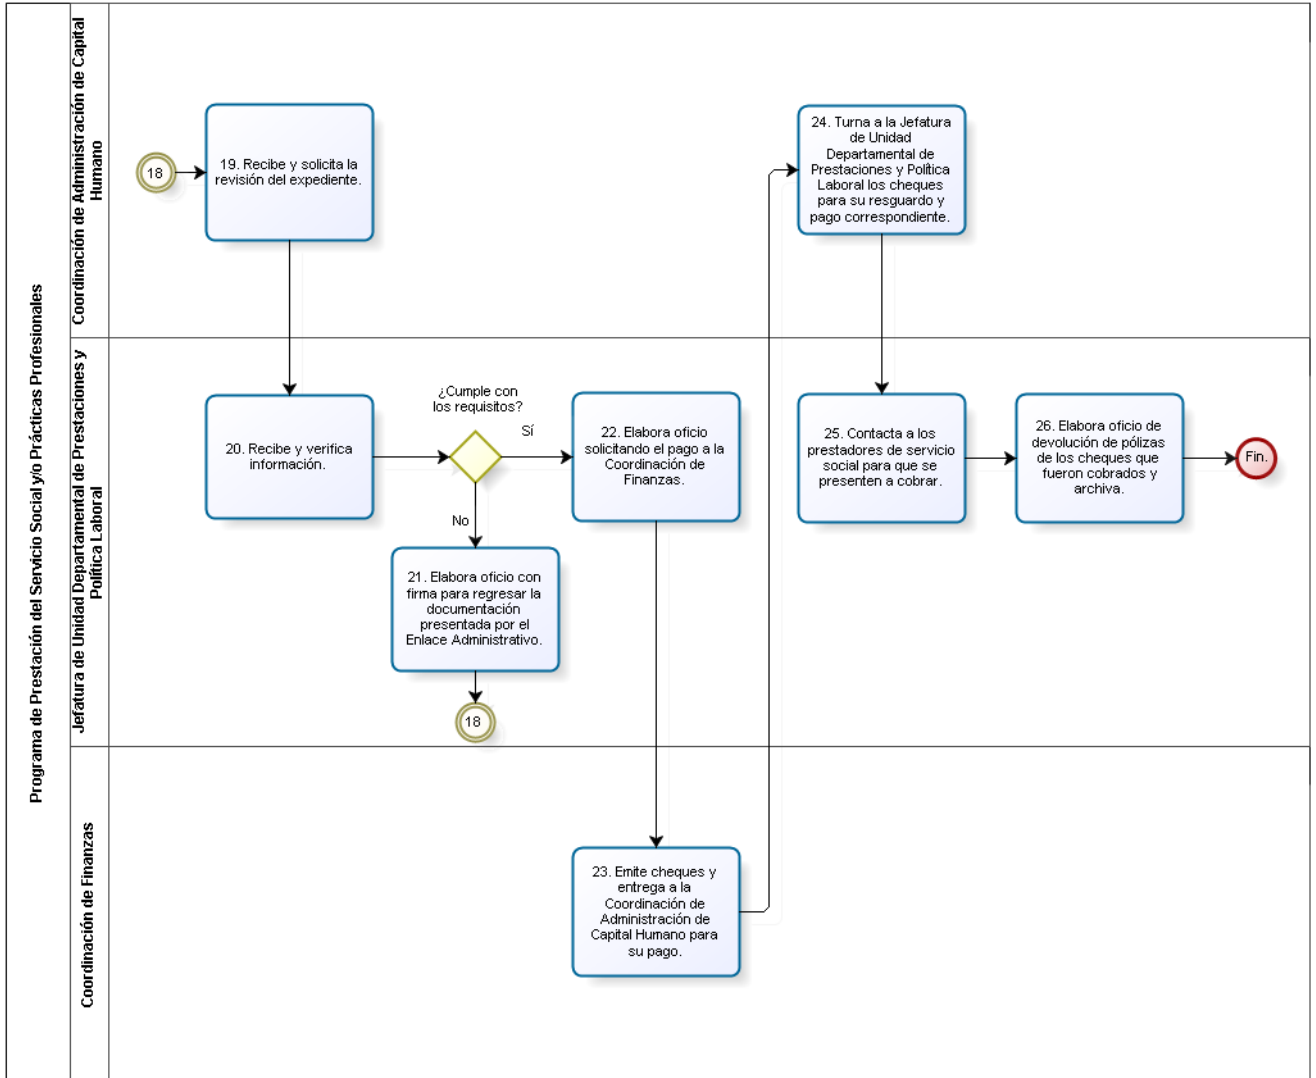 Programa de Prestación del Servicio Social y/o Prácticas Profesionales
Coordinación de Administración de Capital
Humano
18
19. Recibe y solicita la
revisión del expediente.
24. Turna a la Jefatura
de Unidad
Departamental de
Prestaciones y Política
Laboral los cheques
para su resguardo y
pago correspondiente.
Jefatura de Unidad Departamental de Prestaciones y
Política Laboral
20. Recibe y verifica
información.
¿Cumple con
los requisitos?
Sí
No
21. Elabora oficio con
firma para regresar la
documentación
presentada por el
Enlace Administrativo.
18
22. Elabora oficio
solicitando el pago a la
Coordinación de
Finanzas.
25. Contacta a los
prestadores de servicio
social para que se
presenten a cobrar.
26. Elabora oficio de
devolución de pólizas
de los cheques que
fueron cobrados y
archiva.
Fin.
Coordinación de Finanzas
23. Emite cheques y
entrega a la
Coordinación de
Administración de
Capital Humano para
su pago.